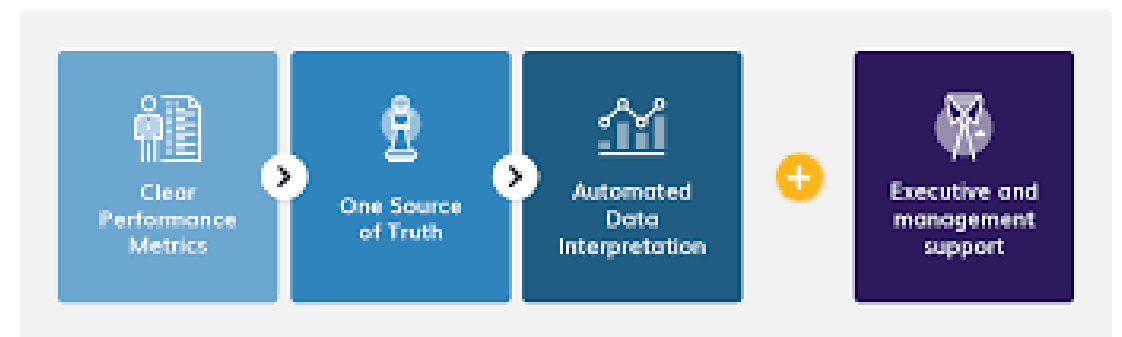 Clear
Performance
Metrics
One Source
of Truth
Automated
Data
Interpretation
Executive and
management
support